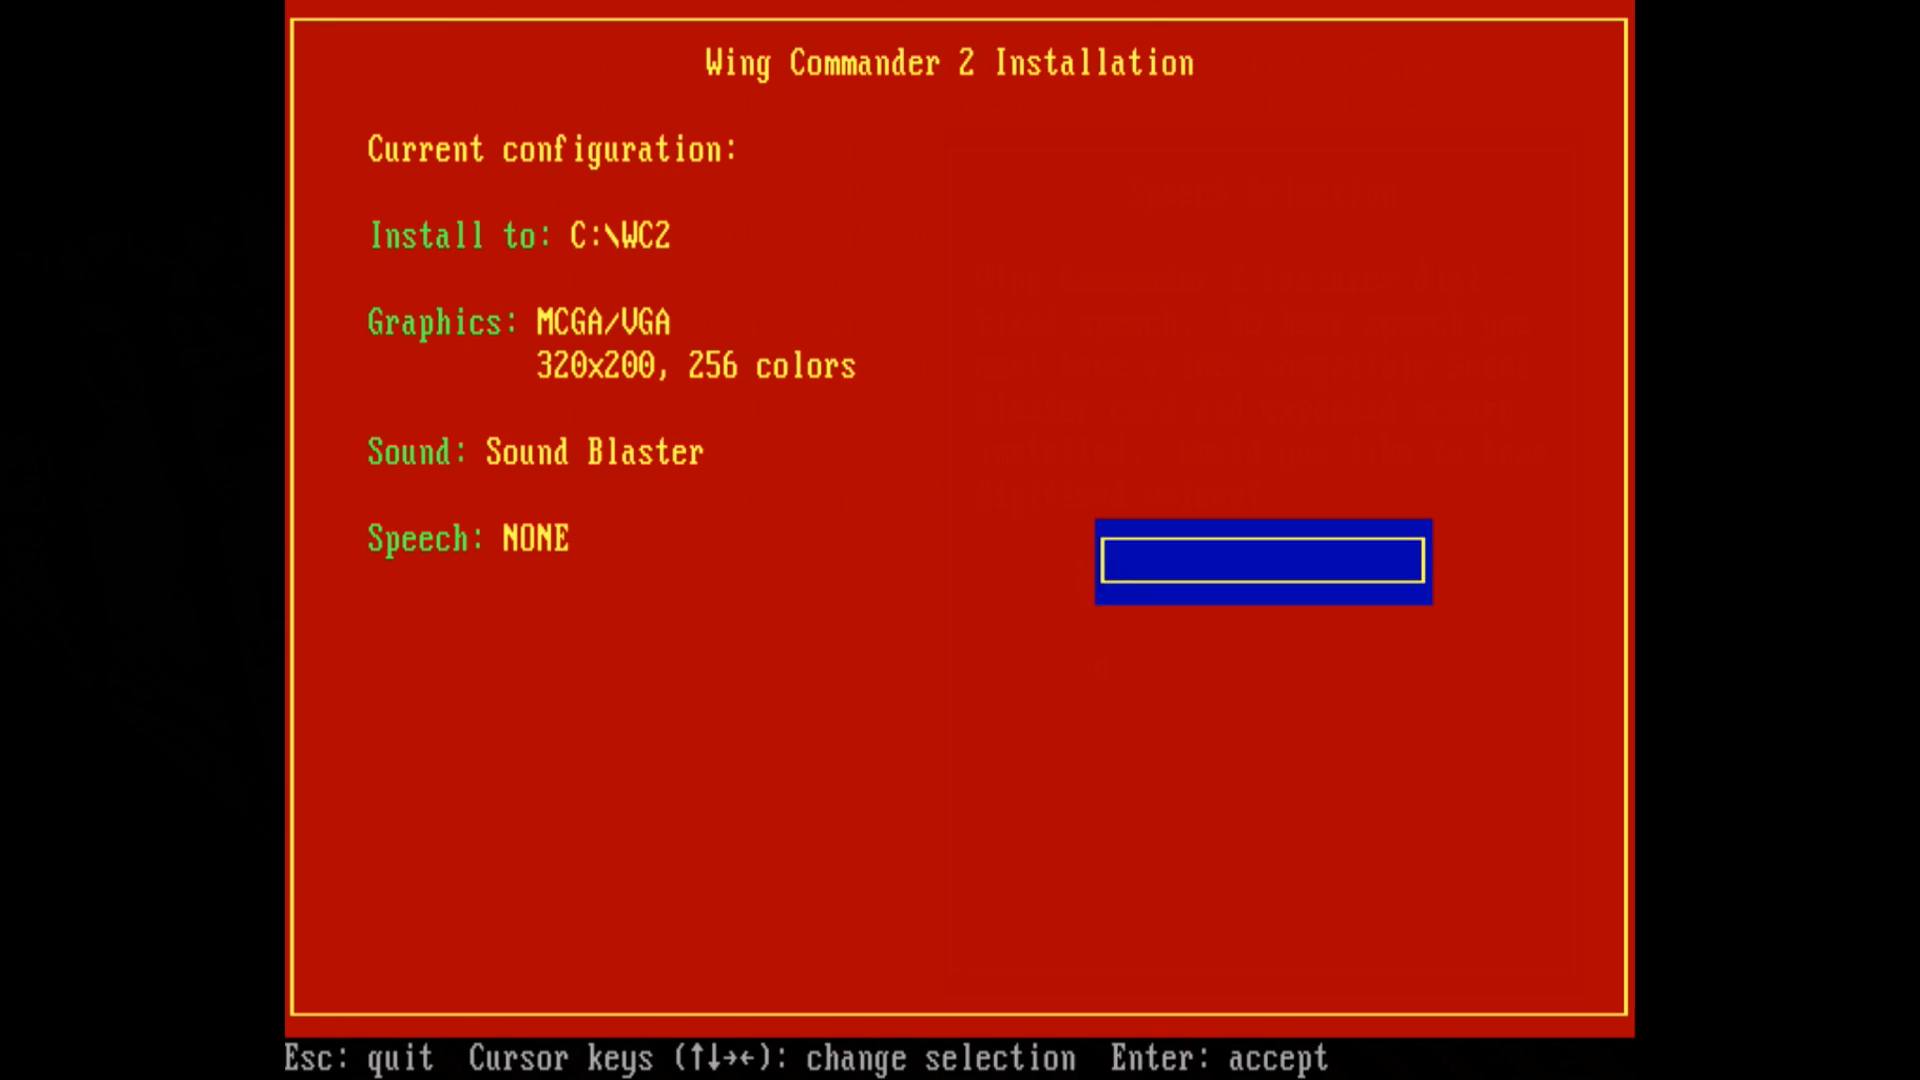 Wing Commander 2 Installation
Current configuration:
Install to: C:\WC2
Graphics: MCGA/VGA
320x200, 256 colors
Sound: Sound Blaster
Speech: NONE
Esc: quit  Cursor keys (↑↓→←): change selection  Enter: accept